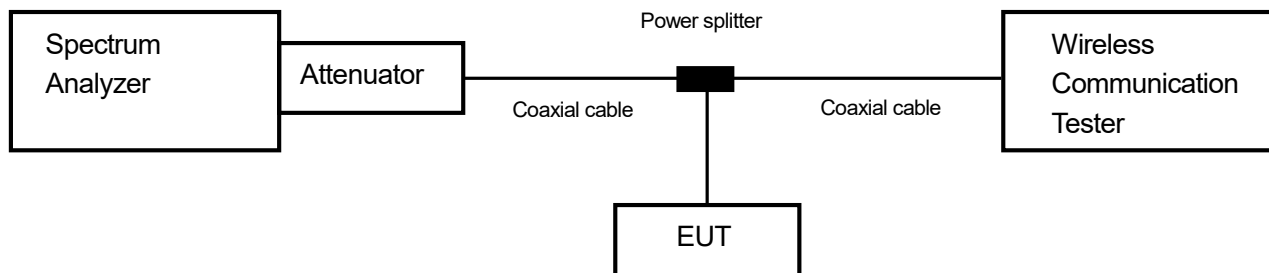 Power splitter
Spectrum
Analyzer
Attenuator
Wireless
Communication
Tester
Coaxial cable
Coaxial cable
EUT